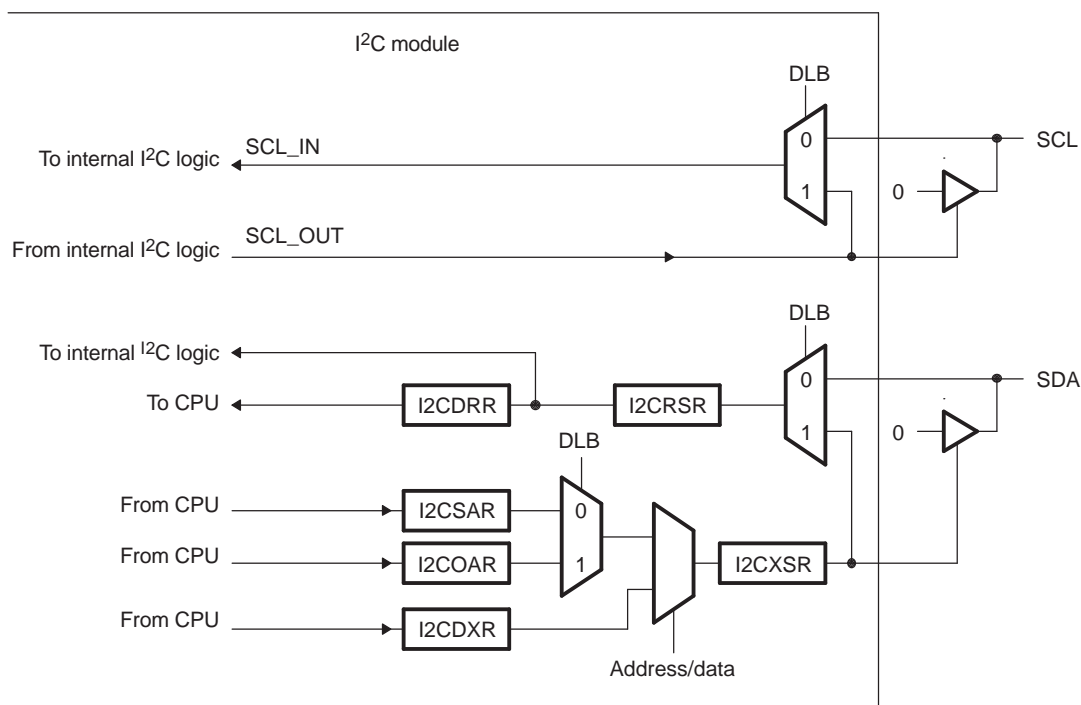 I²C module
DLB
0
SCL
To internal I²C logic
SCL_IN
1
0
From internal I²C logic
SCL_OUT
DLB
To internal I²C logic
0
SDA
To CPU
I2CDRR
I2CRSR
1
0
DLB
From CPU
I2CSAR
0
From CPU
I2COAR
1
I2CXSR
From CPU
I2CDXR
Address/data